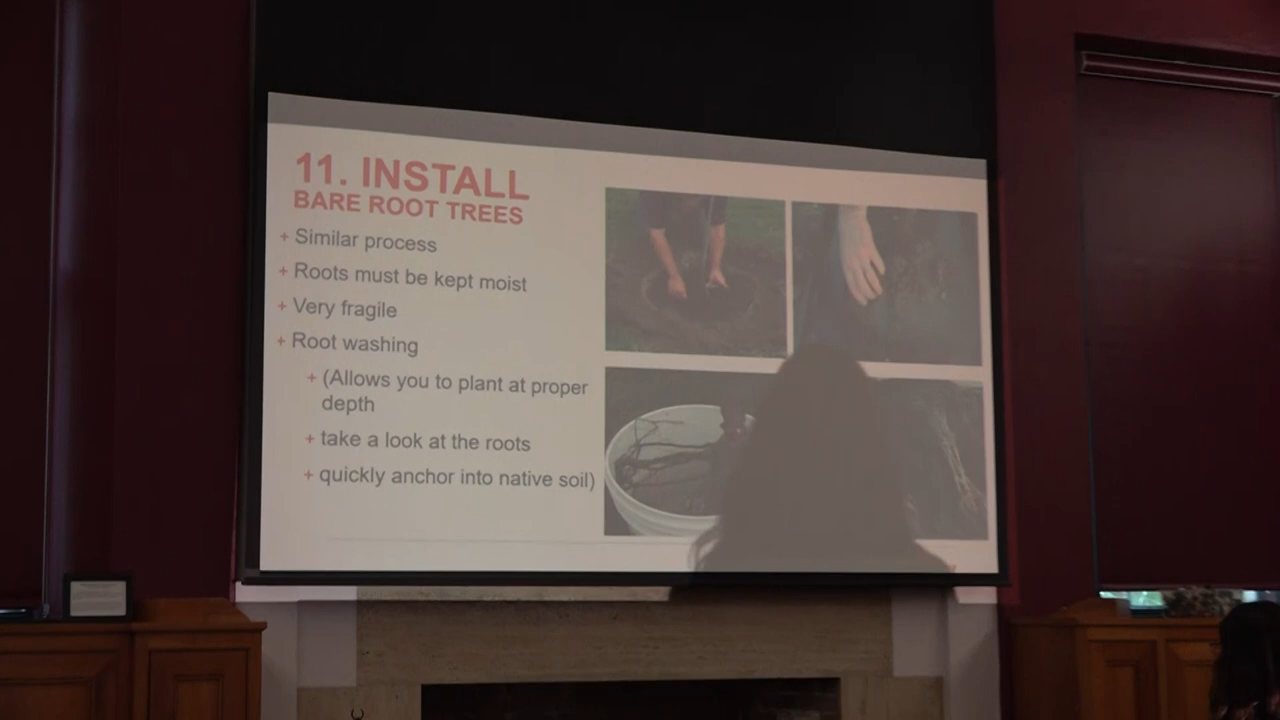 11. INSTALL
BARE ROOT TREES
+ Similar process
+ Roots must be kept moist
+ Very fragile
+ Root washing
+ (Allows you to plant at proper
depth
+ take a look at the roots
+ quickly anchor into native soil)